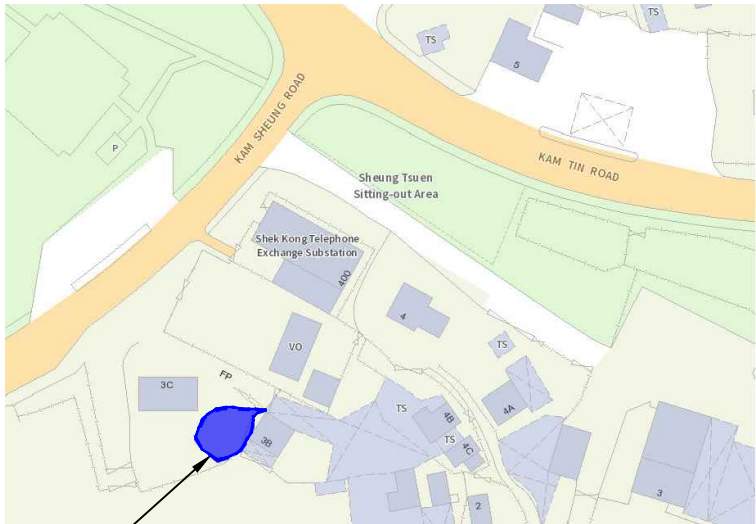 TS
TS
5
KAM SHEUNG ROAD
P
KAM TIN ROAD
Sheung Tsuen
Sitting-out Area
Shek Kong Telephone
Exchange Substation
400
4
VO
TS
FP
3C
TS
4B
4A
3B
TS
4C
3
2